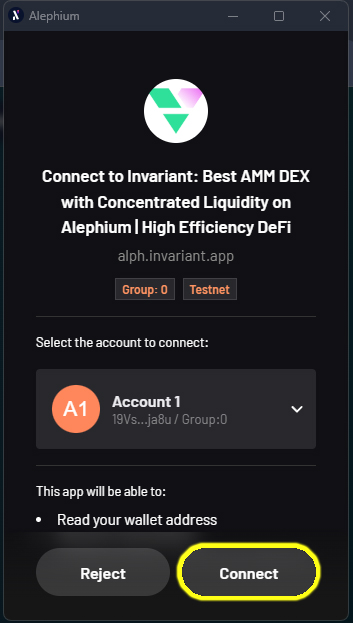 Alephium
Connect to Invariant: Best AMM DEX
with Concentrated Liquidity on
Alephium | High Efficiency DeFi
alph.invariant.app
Group: 0 Testnet
Select the account to connect:
A1 Account 1
19Vs...ja8u / Group:0
This app will be able to:
• Read your wallet address
Reject Connect